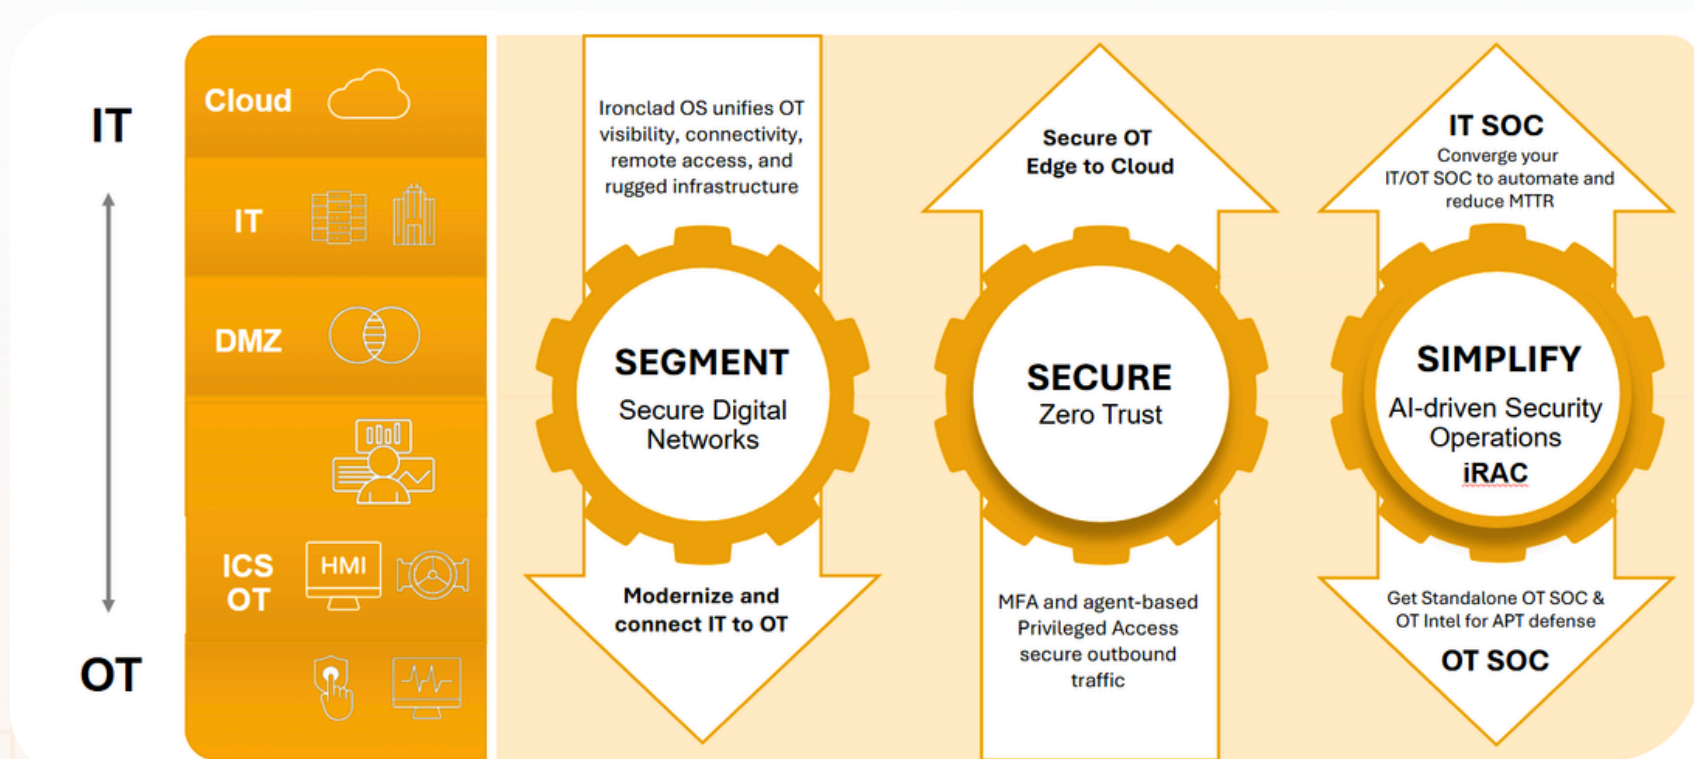 IT
OT
Cloud
IT
DMZ
ICS
OT
HMI
Ironclad OS unifies OT
visibility, connectivity,
remote access, and
rugged infrastructure
SEGMENT
Secure Digital
Networks
Modernize and
connect IT to OT
Secure OT
Edge to Cloud
SECURE
Zero Trust
MFA and agent-based
Privileged Access
secure outbound
traffic
IT SOC
Converge your
IT/OT SOC to automate and
reduce MTTR
SIMPLIFY
AI-driven Security
Operations
iRAC
Get Standalone OT SOC &
OT Intel for APT defense
OT SOC